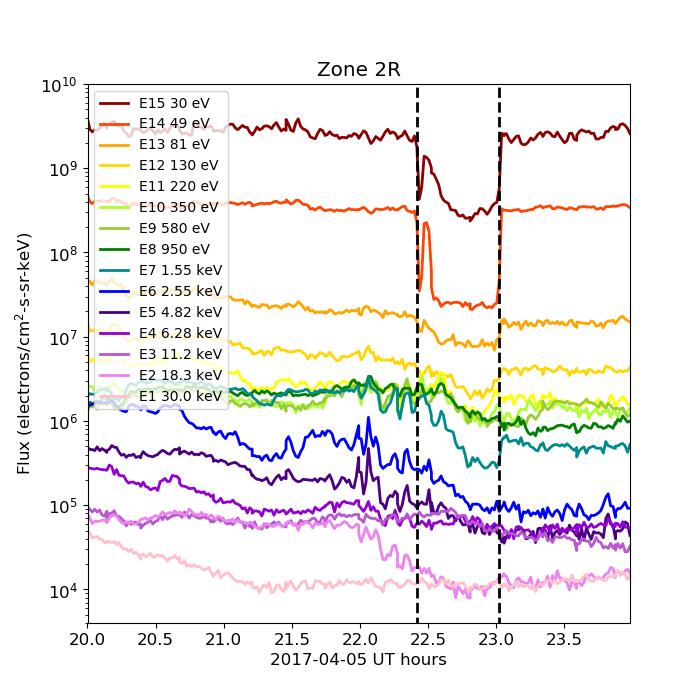 Zone 2R
Flux (electrons/cm²-s-sr-keV)
10¹⁰
10⁹
10⁸
10⁷
10⁶
10⁵
10⁴
E15 30 eV
E14 49 eV
E13 81 eV
E12 130 eV
E11 220 eV
E10 350 eV
E9 580 eV
E8 950 eV
E7 1.55 keV
E6 2.55 keV
E5 4.82 keV
E4 6.28 keV
E3 11.2 keV
E2 18.3 keV
E1 30.0 keV
20.0 20.5 21.0 21.5 22.0 22.5 23.0 23.5
2017-04-05 UT hours